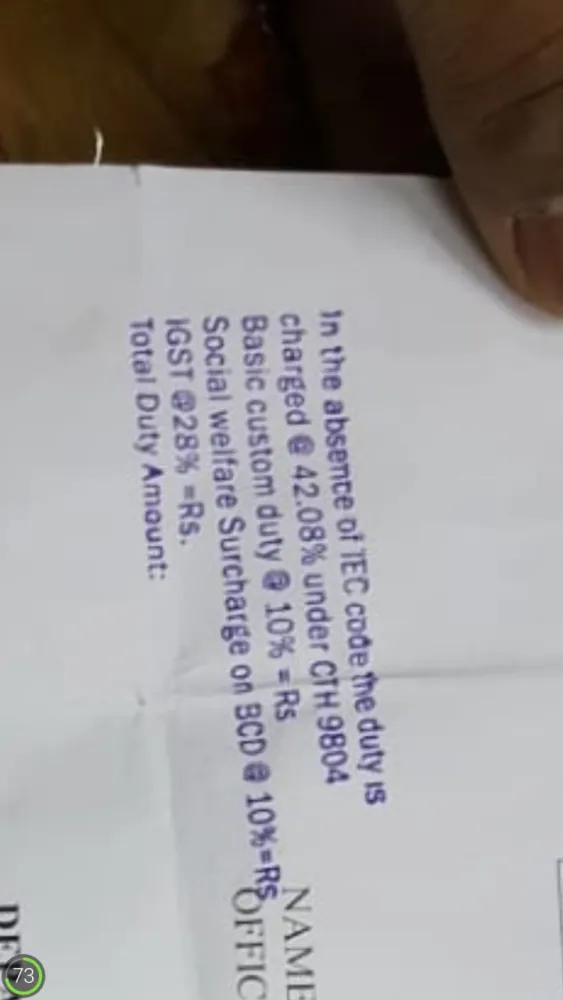 In the absence of IEC code the duty is
charged @ 42.08% under CTH 9804
Basic custom duty @ 10% = Rs
Social welfare Surcharge on BCD @ 10%=Rs
IGST @28% =Rs.
Total Duty Amount:
NAME
OFFIC
73